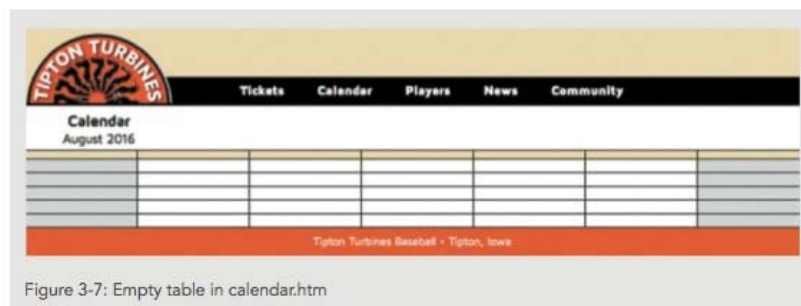 TIPTON TURBINES
Tickets Calendar Players News Community
Calendar
August 2016
Tipton Turbines Baseball • Tipton, Iowa
Figure 3-7: Empty table in calendar.htm